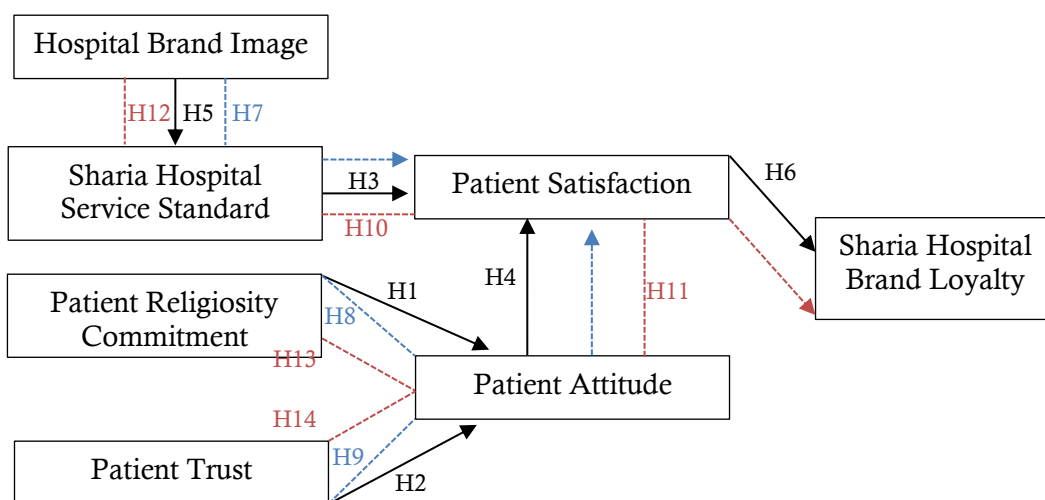 Hospital Brand Image
H12
H5
H7
Sharia Hospital
Service Standard
H3
H10
Patient Satisfaction
H6
Sharia Hospital
Brand Loyalty
H4
H11
Patient Religiosity
Commitment
H1
H8
H13
Patient Attitude
H14
H9
H2
Patient Trust